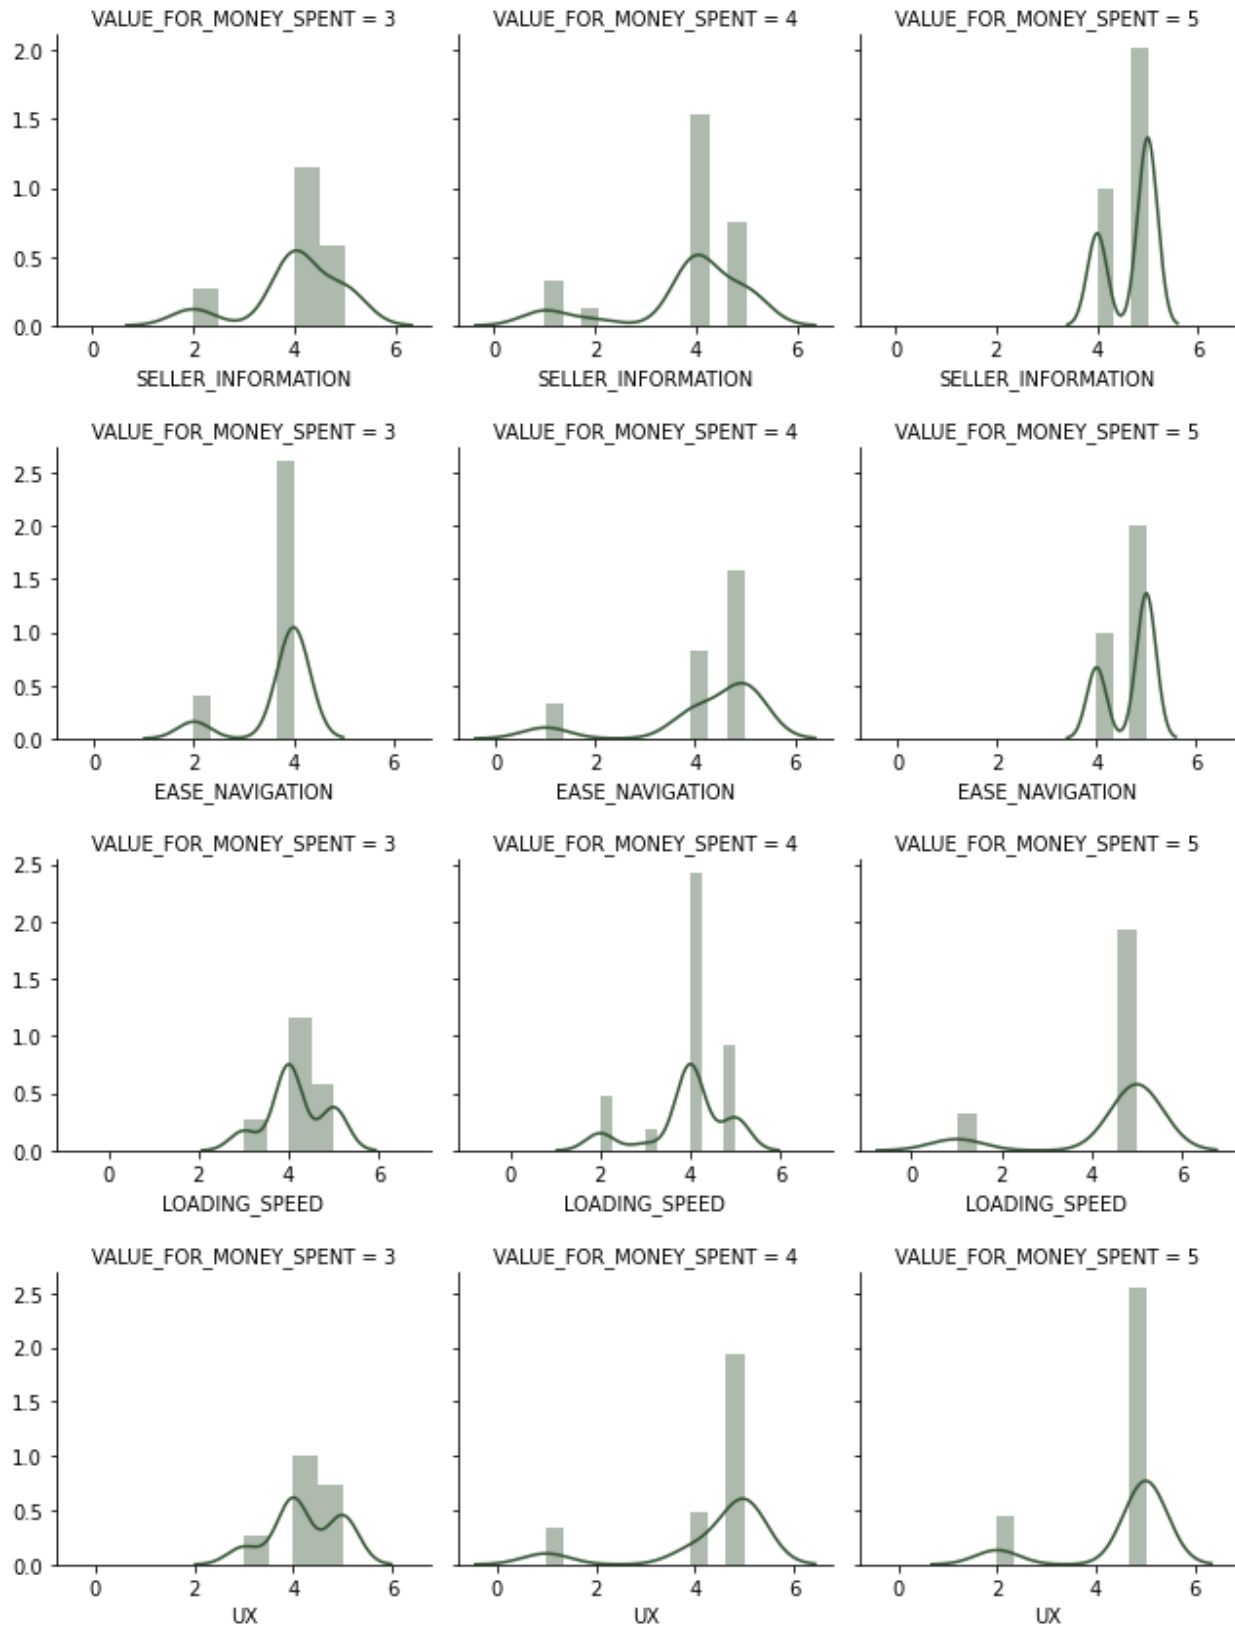 VALUE_FOR_MONEY_SPENT = 3 VALUE_FOR_MONEY_SPENT = 4 VALUE_FOR_MONEY_SPENT = 5
2.0
1.5
1.0
0.5
0.0
0 2 4 6 0 2 4 6 0 2 4 6
SELLER_INFORMATION SELLER_INFORMATION SELLER_INFORMATION
VALUE_FOR_MONEY_SPENT = 3 VALUE_FOR_MONEY_SPENT = 4 VALUE_FOR_MONEY_SPENT = 5
2.5
2.0
1.5
1.0
0.5
0.0
0 2 4 6 0 2 4 6 0 2 4 6
EASE_NAVIGATION EASE_NAVIGATION EASE_NAVIGATION
VALUE_FOR_MONEY_SPENT = 3 VALUE_FOR_MONEY_SPENT = 4 VALUE_FOR_MONEY_SPENT = 5
2.5
2.0
1.5
1.0
0.5
0.0
0 2 4 6 0 2 4 6 0 2 4 6
LOADING_SPEED LOADING_SPEED LOADING_SPEED
VALUE_FOR_MONEY_SPENT = 3 VALUE_FOR_MONEY_SPENT = 4 VALUE_FOR_MONEY_SPENT = 5
2.5
2.0
1.5
1.0
0.5
0.0
0 2 4 6 0 2 4 6 0 2 4 6
UX UX UX